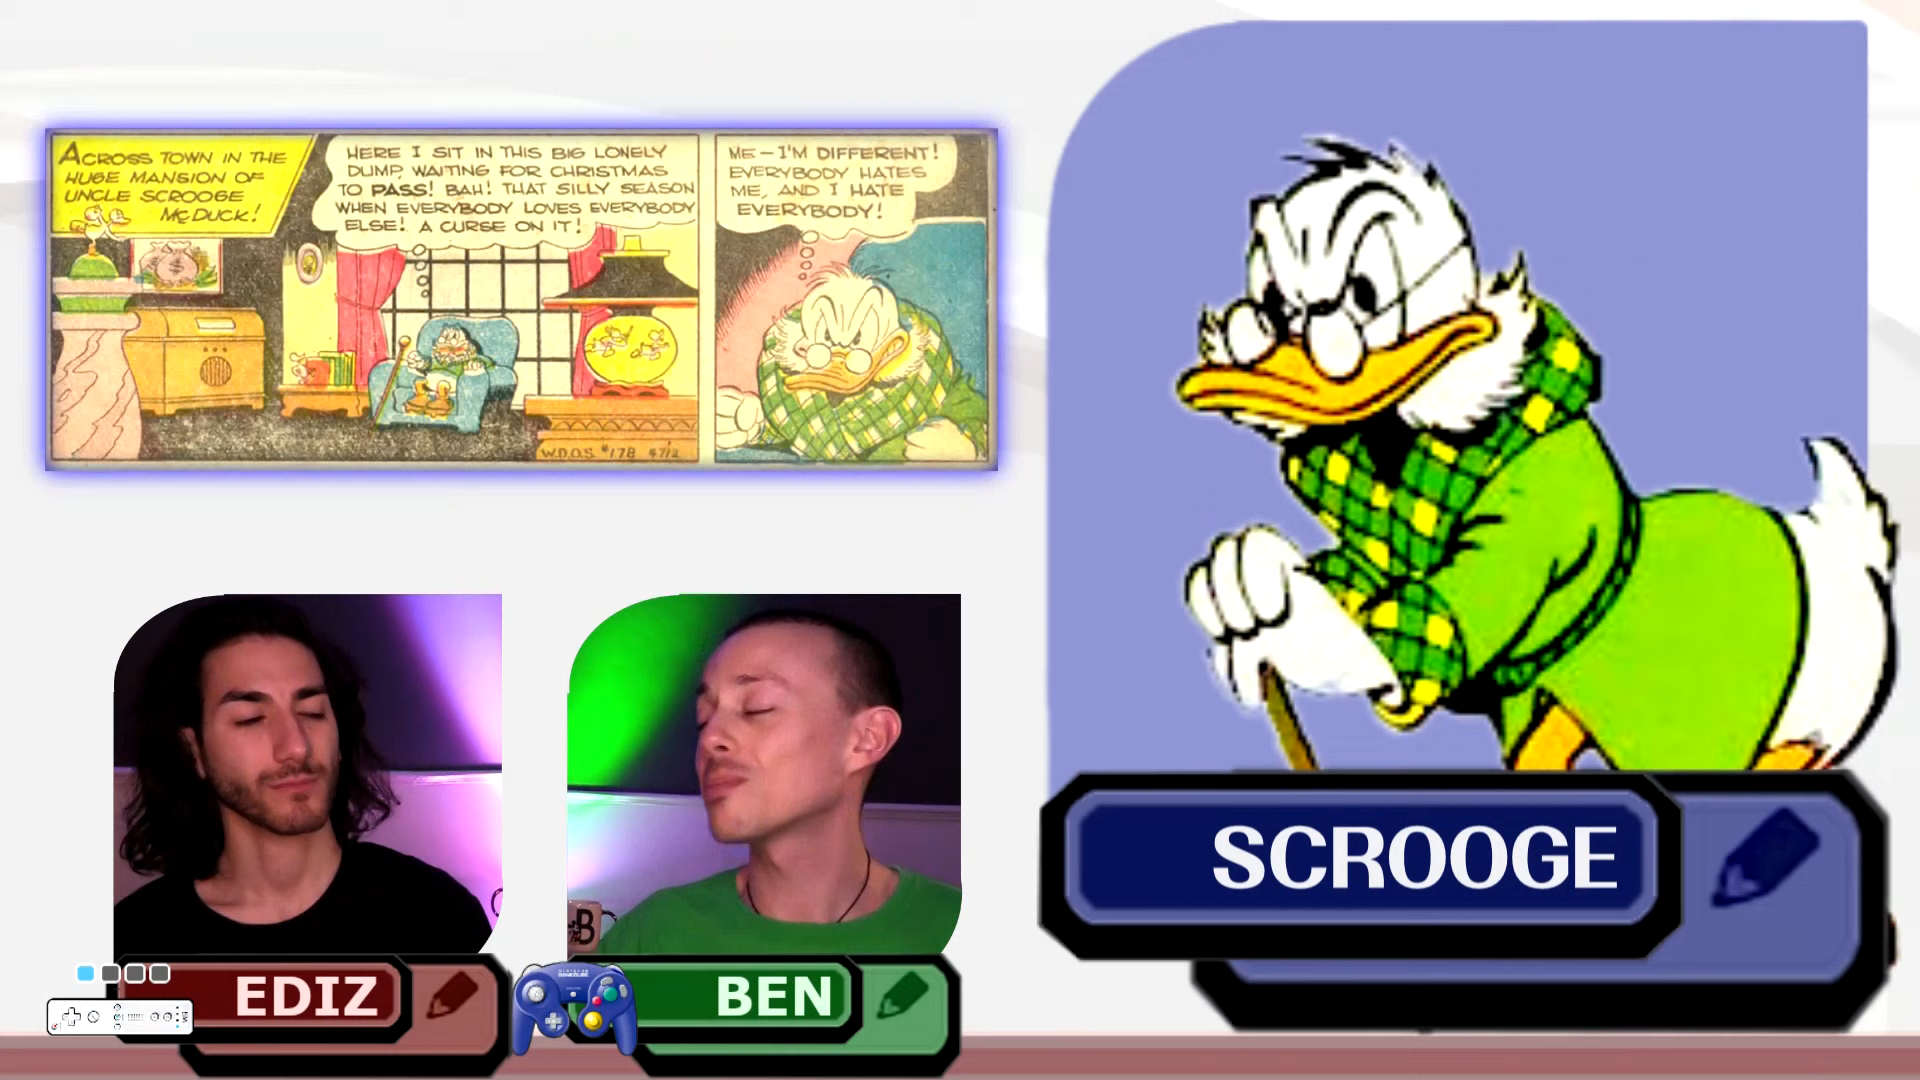 ACROSS TOWN IN THE
HUGE MANSION OF
UNCLE SCROOGE
McDUCK!
HERE I SIT IN THIS BIG LONELY
DUMP, WAITING FOR CHRISTMAS
TO PASS! BAH! THAT SILLY SEASON
WHEN EVERYBODY LOVES EVERYBODY
ELSE! A CURSE ON IT!
ME—I'M DIFFERENT!
EVERYBODY HATES
ME, AND I HATE
EVERYBODY!
SCROOGE
EDIZ
BEN